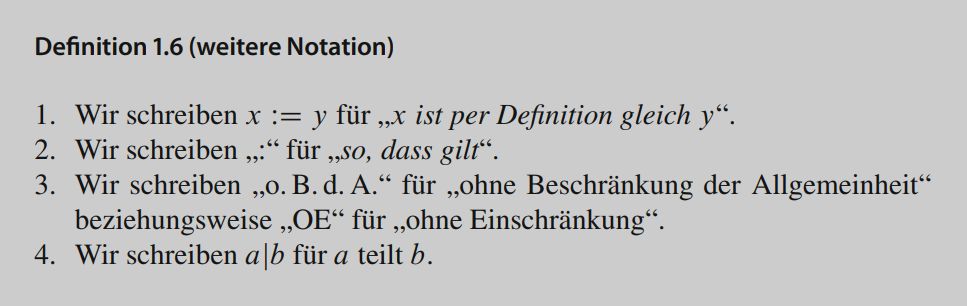 Definition 1.6 (weitere Notation)
1. Wir schreiben x := y für „x ist per Definition gleich y“.
2. Wir schreiben „:“ für „so, dass gilt“.
3. Wir schreiben „o. B. d. A.“ für „ohne Beschränkung der Allgemeinheit“
beziehungsweise „OE“ für „ohne Einschränkung“.
4. Wir schreiben a|b für a teilt b.